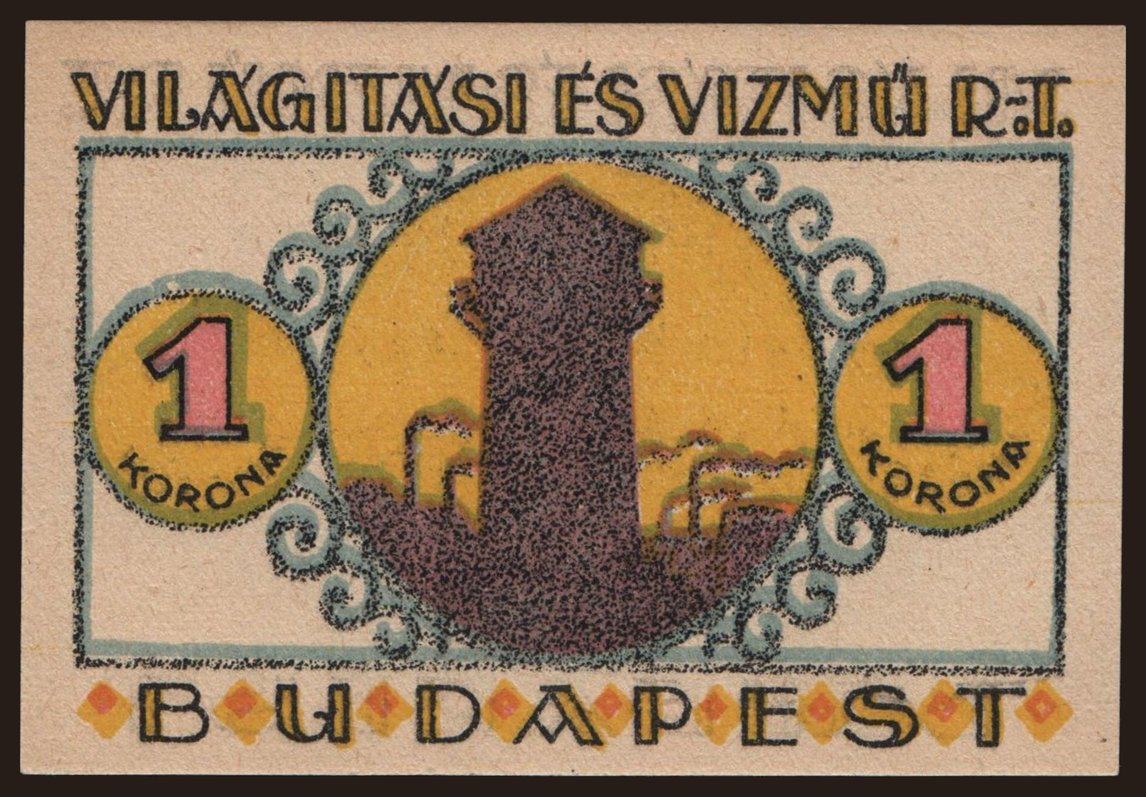 VILÁGITÁSI ÉS VIZMŰ R:T.
1
KORONA
1
KORONA
BUDAPEST